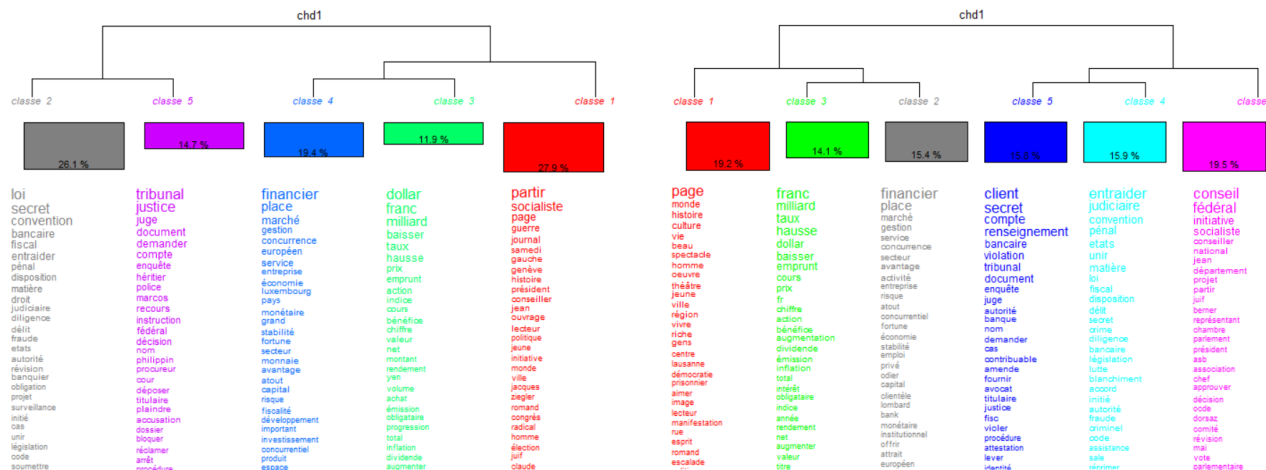 chd1
classe 2
classe 5
classe 4
classe 3
classe 1
26.1 %
14.7 %
19.4 %
11.9 %
27.9 %
loi
secret
convention
bancaire
fiscal
entraider
pénal
disposition
matière
droit
judiciaire
diligence
délit
fraude
etats
autorité
révision
banquier
obligation
projet
surveillance
initié
cas
unir
législation
code
soumettre
tribunal
justice
juge
document
demander
compte
enquête
héritier
police
marcos
recours
instruction
fédéral
décision
nom
philippin
procureur
cour
déposer
titulaire
plaindre
accusation
dossier
bloquer
réclamer
arrêt
procédure
financier
place
marché
gestion
concurrence
européen
service
entreprise
économie
luxembourg
pays
monétaire
grand
stabilité
fortune
secteur
monnaie
avantage
atout
capital
risque
fiscalité
développement
important
investissement
concurrentiel
produit
espace
dollar
franc
milliard
baisser
taux
hausse
prix
emprunt
action
indice
cours
bénéfice
chiffre
valeur
net
montant
rendement
yen
volume
achat
émission
obligataire
progression
total
inflation
dividende
augmenter
partir
socialiste
page
guerre
journal
samedi
gauche
genève
histoire
président
conseiller
jean
ouvrage
lecteur
politique
jeune
initiative
monde
ville
jacques
ziegler
romand
congrès
radical
homme
élection
juif
claude
chd1
classe 1
classe 3
classe 2
classe 5
classe 4
classe
19.2 %
14.1 %
15.4 %
15.9 %
19.5 %
page
monde
histoire
culture
vie
beau
spectacle
homme
oeuvre
théâtre
jeune
ville
région
vivre
riche
gens
centre
lausanne
démocratie
prisonnier
aimer
image
lecteur
manifestation
rue
esprit
romand
escalade
franc
milliard
taux
hausse
dollar
baisser
emprunt
cours
prix
fr
chiffre
action
bénéfice
augmentation
dividende
émission
inflation
total
intérêt
obligataire
indice
année
rendement
net
augmenter
valeur
titre
financier
place
marché
gestion
service
concurrence
secteur
avantage
activité
entreprise
risque
atout
concurrentiel
fortune
économie
stabilité
emploi
privé
odier
capital
clientèle
lombard
bank
monétaire
institutionnel
offrir
attrait
européen
client
secret
compte
renseignement
bancaire
violation
tribunal
document
enquête
juge
autorité
banque
nom
demander
cas
contribuable
amende
fournir
avocat
titulaire
justice
fisc
violer
procédure
attestation
lever
identité
entraider
judiciaire
convention
pénal
etats
unir
matière
loi
fiscal
disposition
délit
secret
crime
diligence
bancaire
législation
lutte
blanchiment
accord
initié
autorité
fraude
criminel
code
assistance
sale
réprimer
conseil
fédéral
initiative
socialiste
conseiller
national
jean
département
projet
partir
juif
berner
représentant
chambre
parlement
président
asb
association
chef
approuver
décision
code
dorsaz
comité
révision
mai
vote
parlementaire